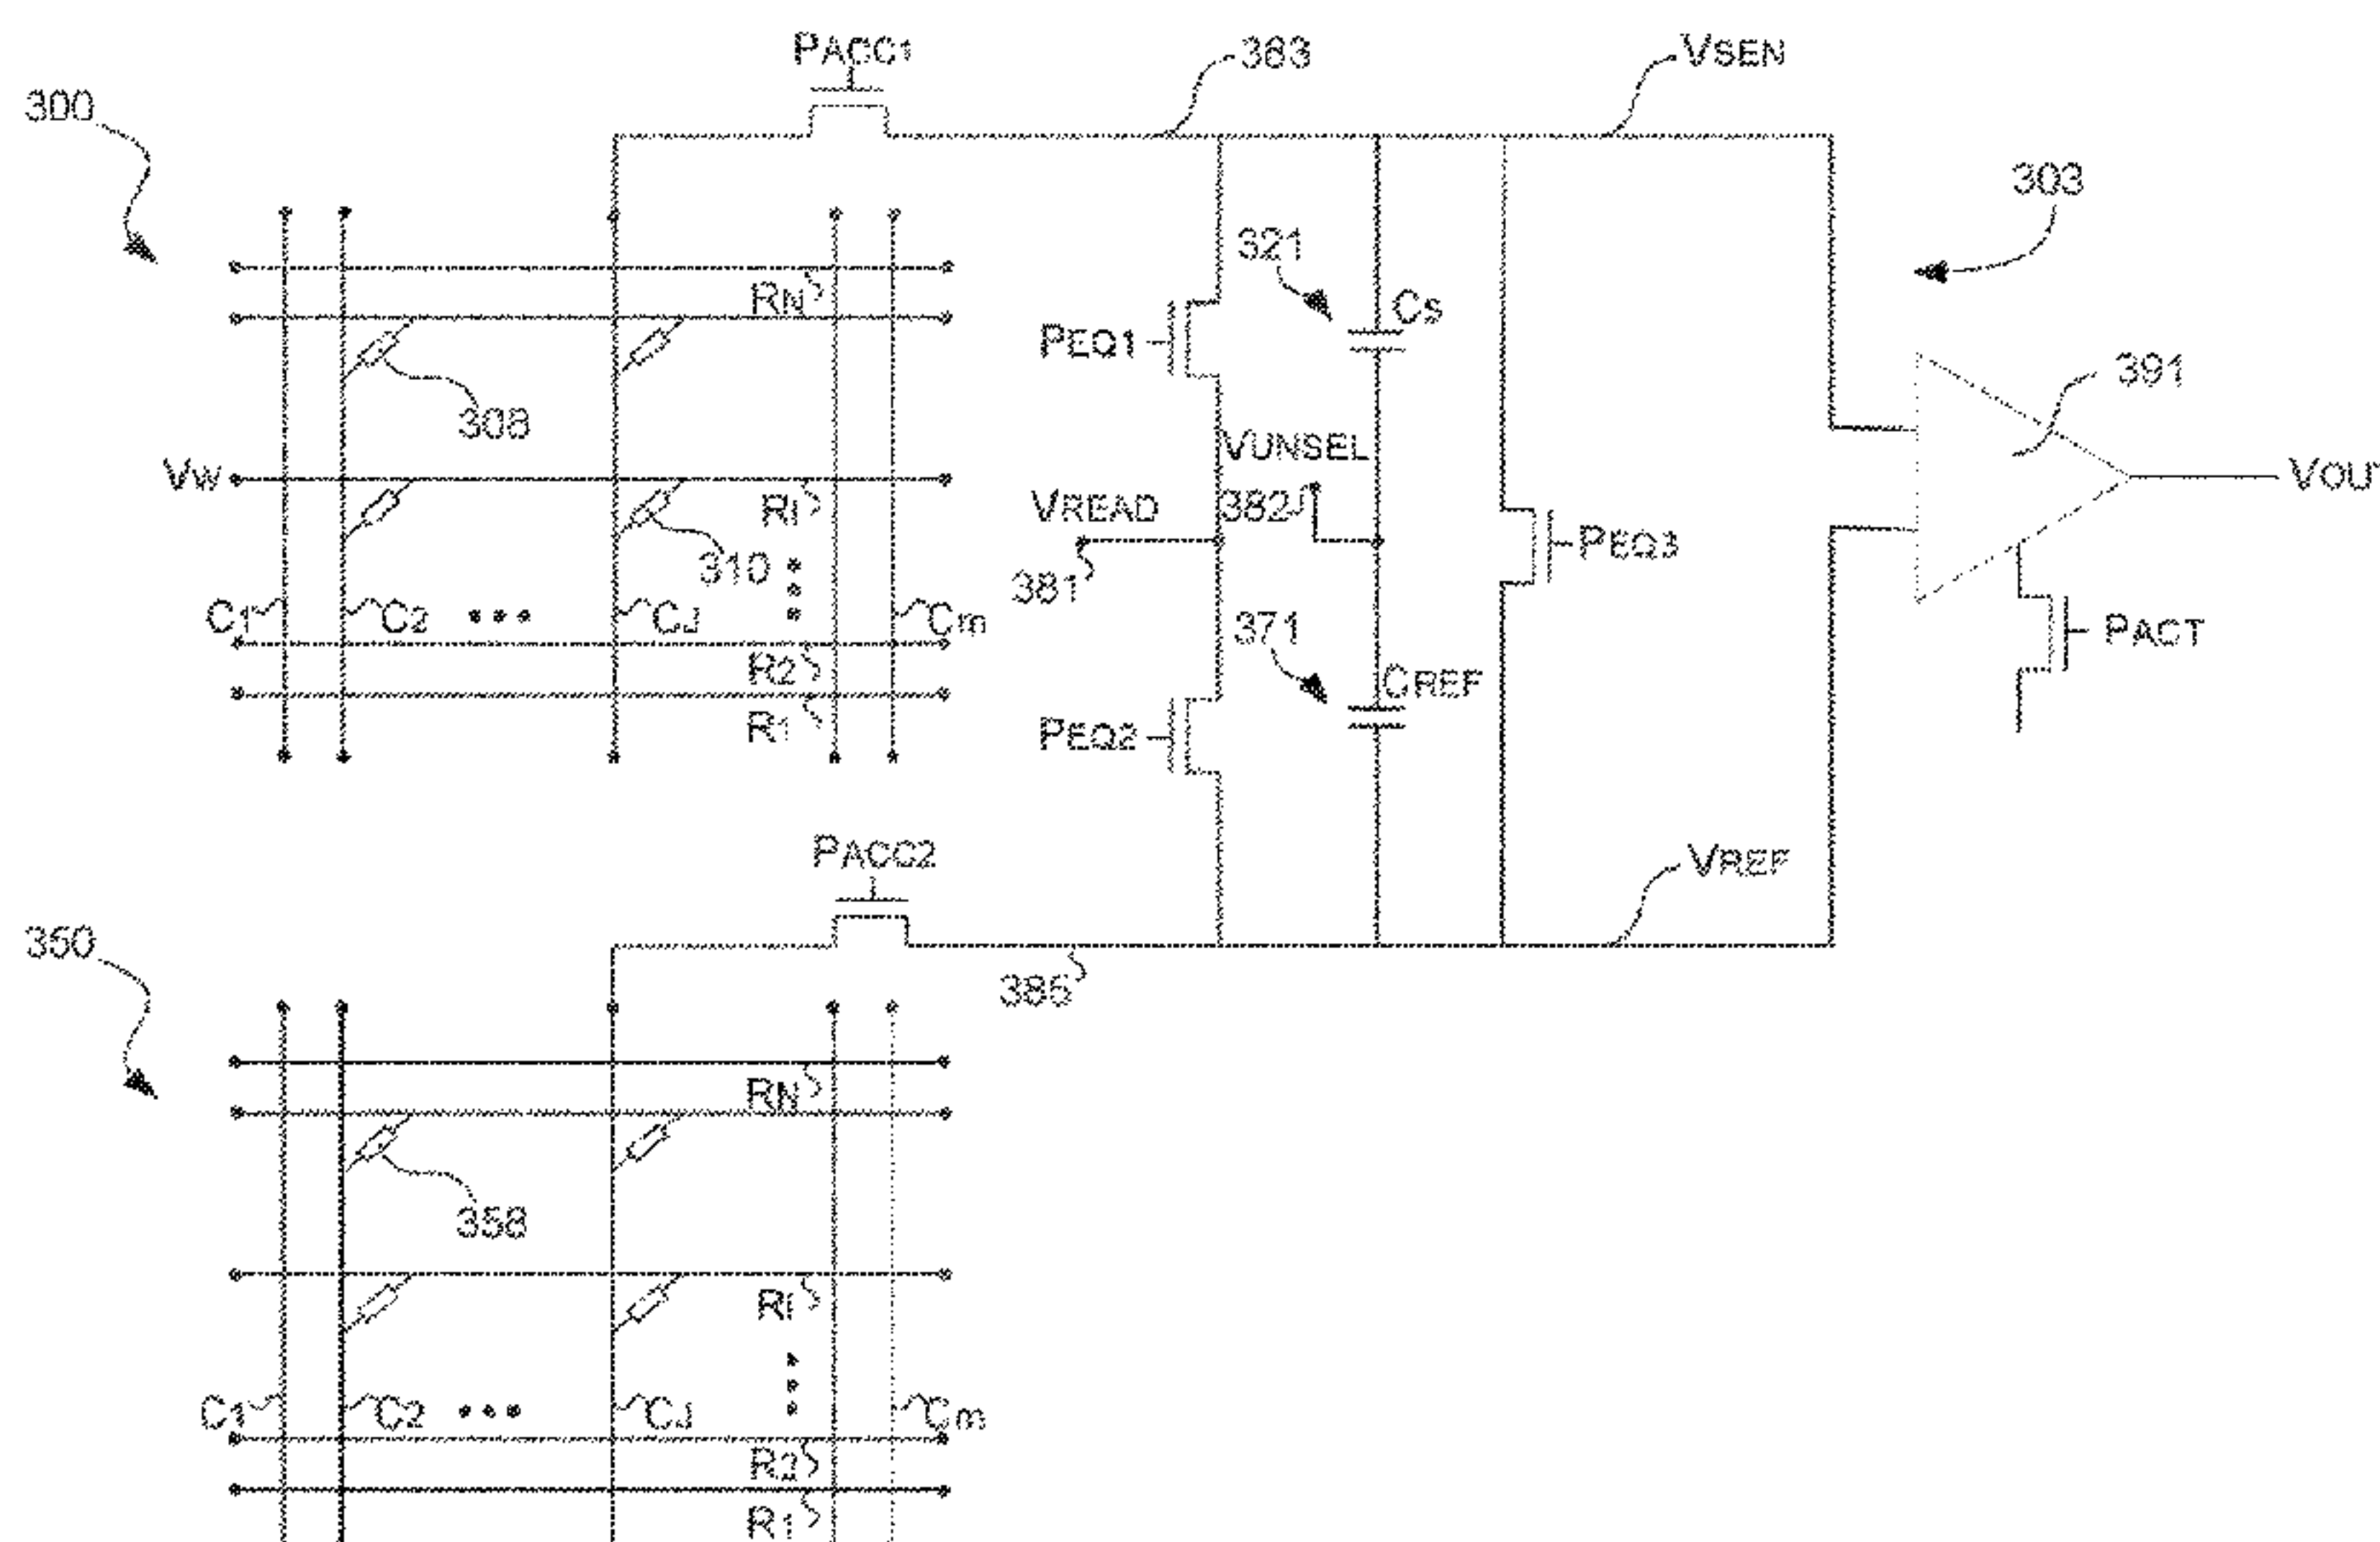 PACC1
383
VSEN
300
303
321
CS
RN
PEQ1
391
308
VUNSEL
VW
VOUT
RI
VREAD
382
PEQ3
310
381
C1
C2
CJ
Cm
371
PACT
R2
CREF
R1
PEQ2
PACC2
VREF
350
386
RN
358
RI
C1
C2
CJ
Cm
R2
R1